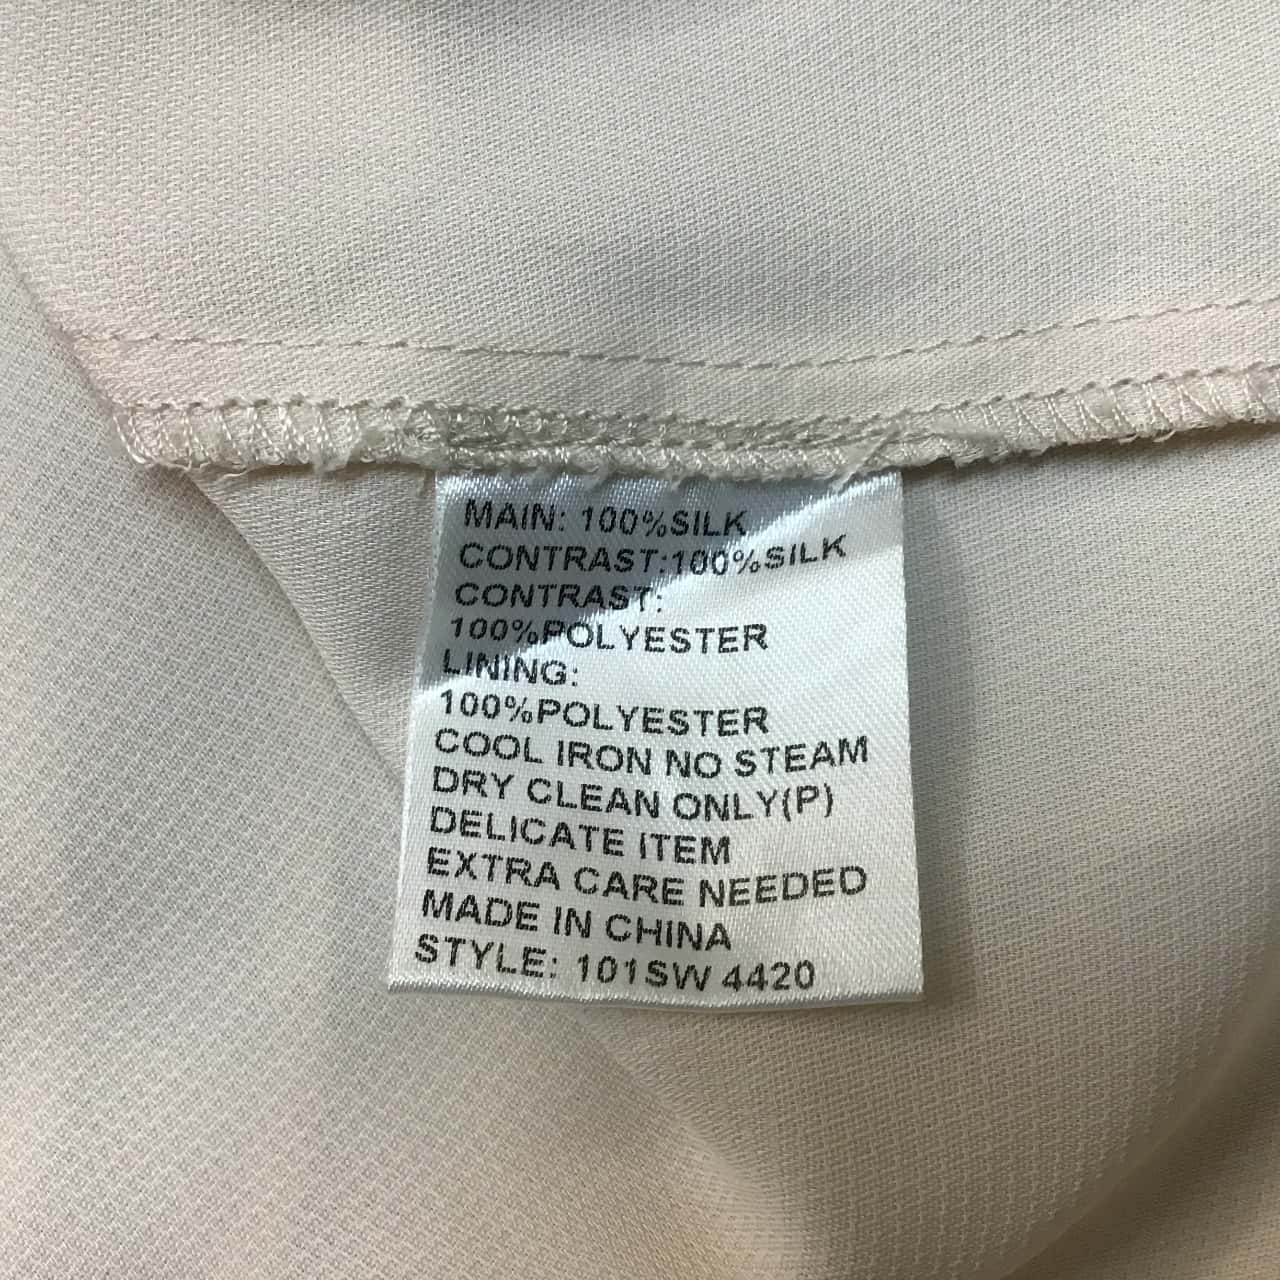 MAIN: 100%SILK
CONTRAST:100%SILK
CONTRAST:
100%POLYESTER
LINING:
100%POLYESTER
COOL IRON NO STEAM
DRY CLEAN ONLY(P)
DELICATE ITEM
EXTRA CARE NEEDED
MADE IN CHINA
STYLE: 101SW 4420